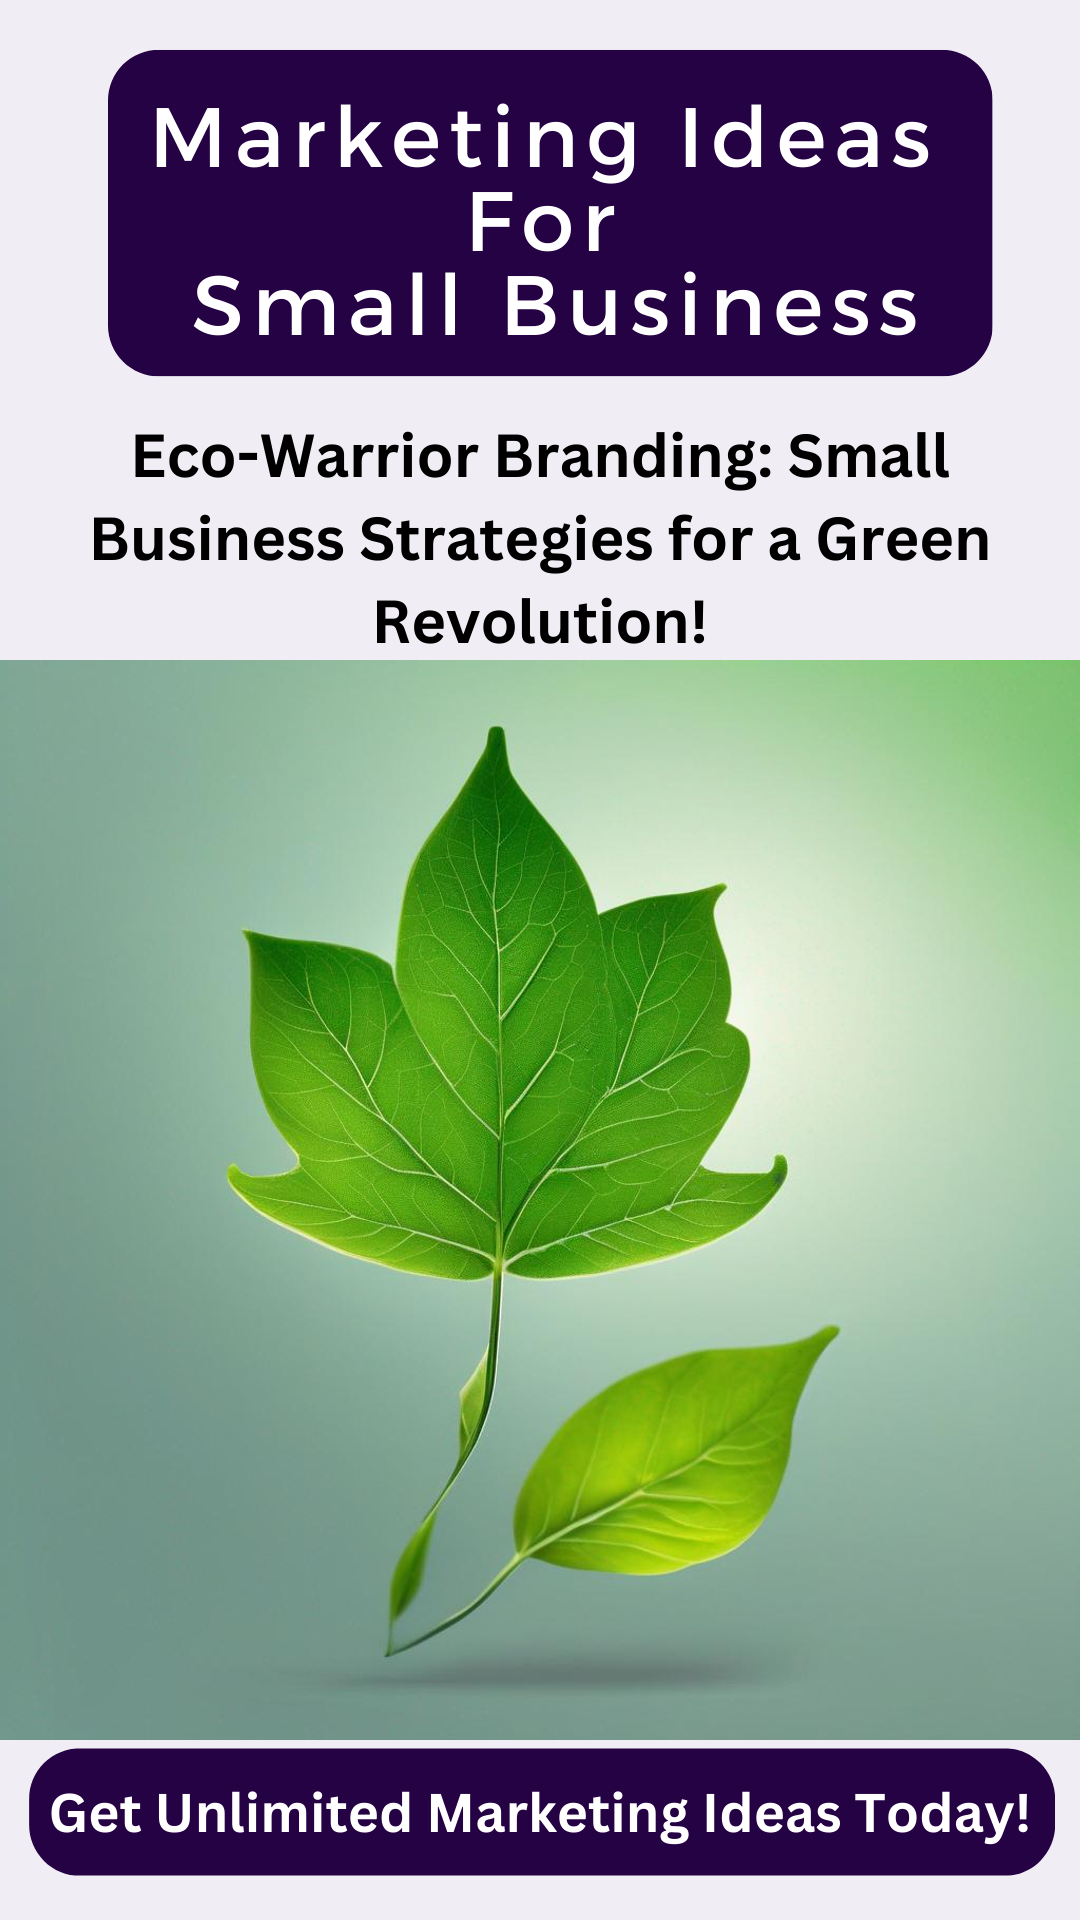 Marketing Ideas
For
Small Business
Eco-Warrior Branding: Small
Business Strategies for a Green
Revolution!
Get Unlimited Marketing Ideas Today!